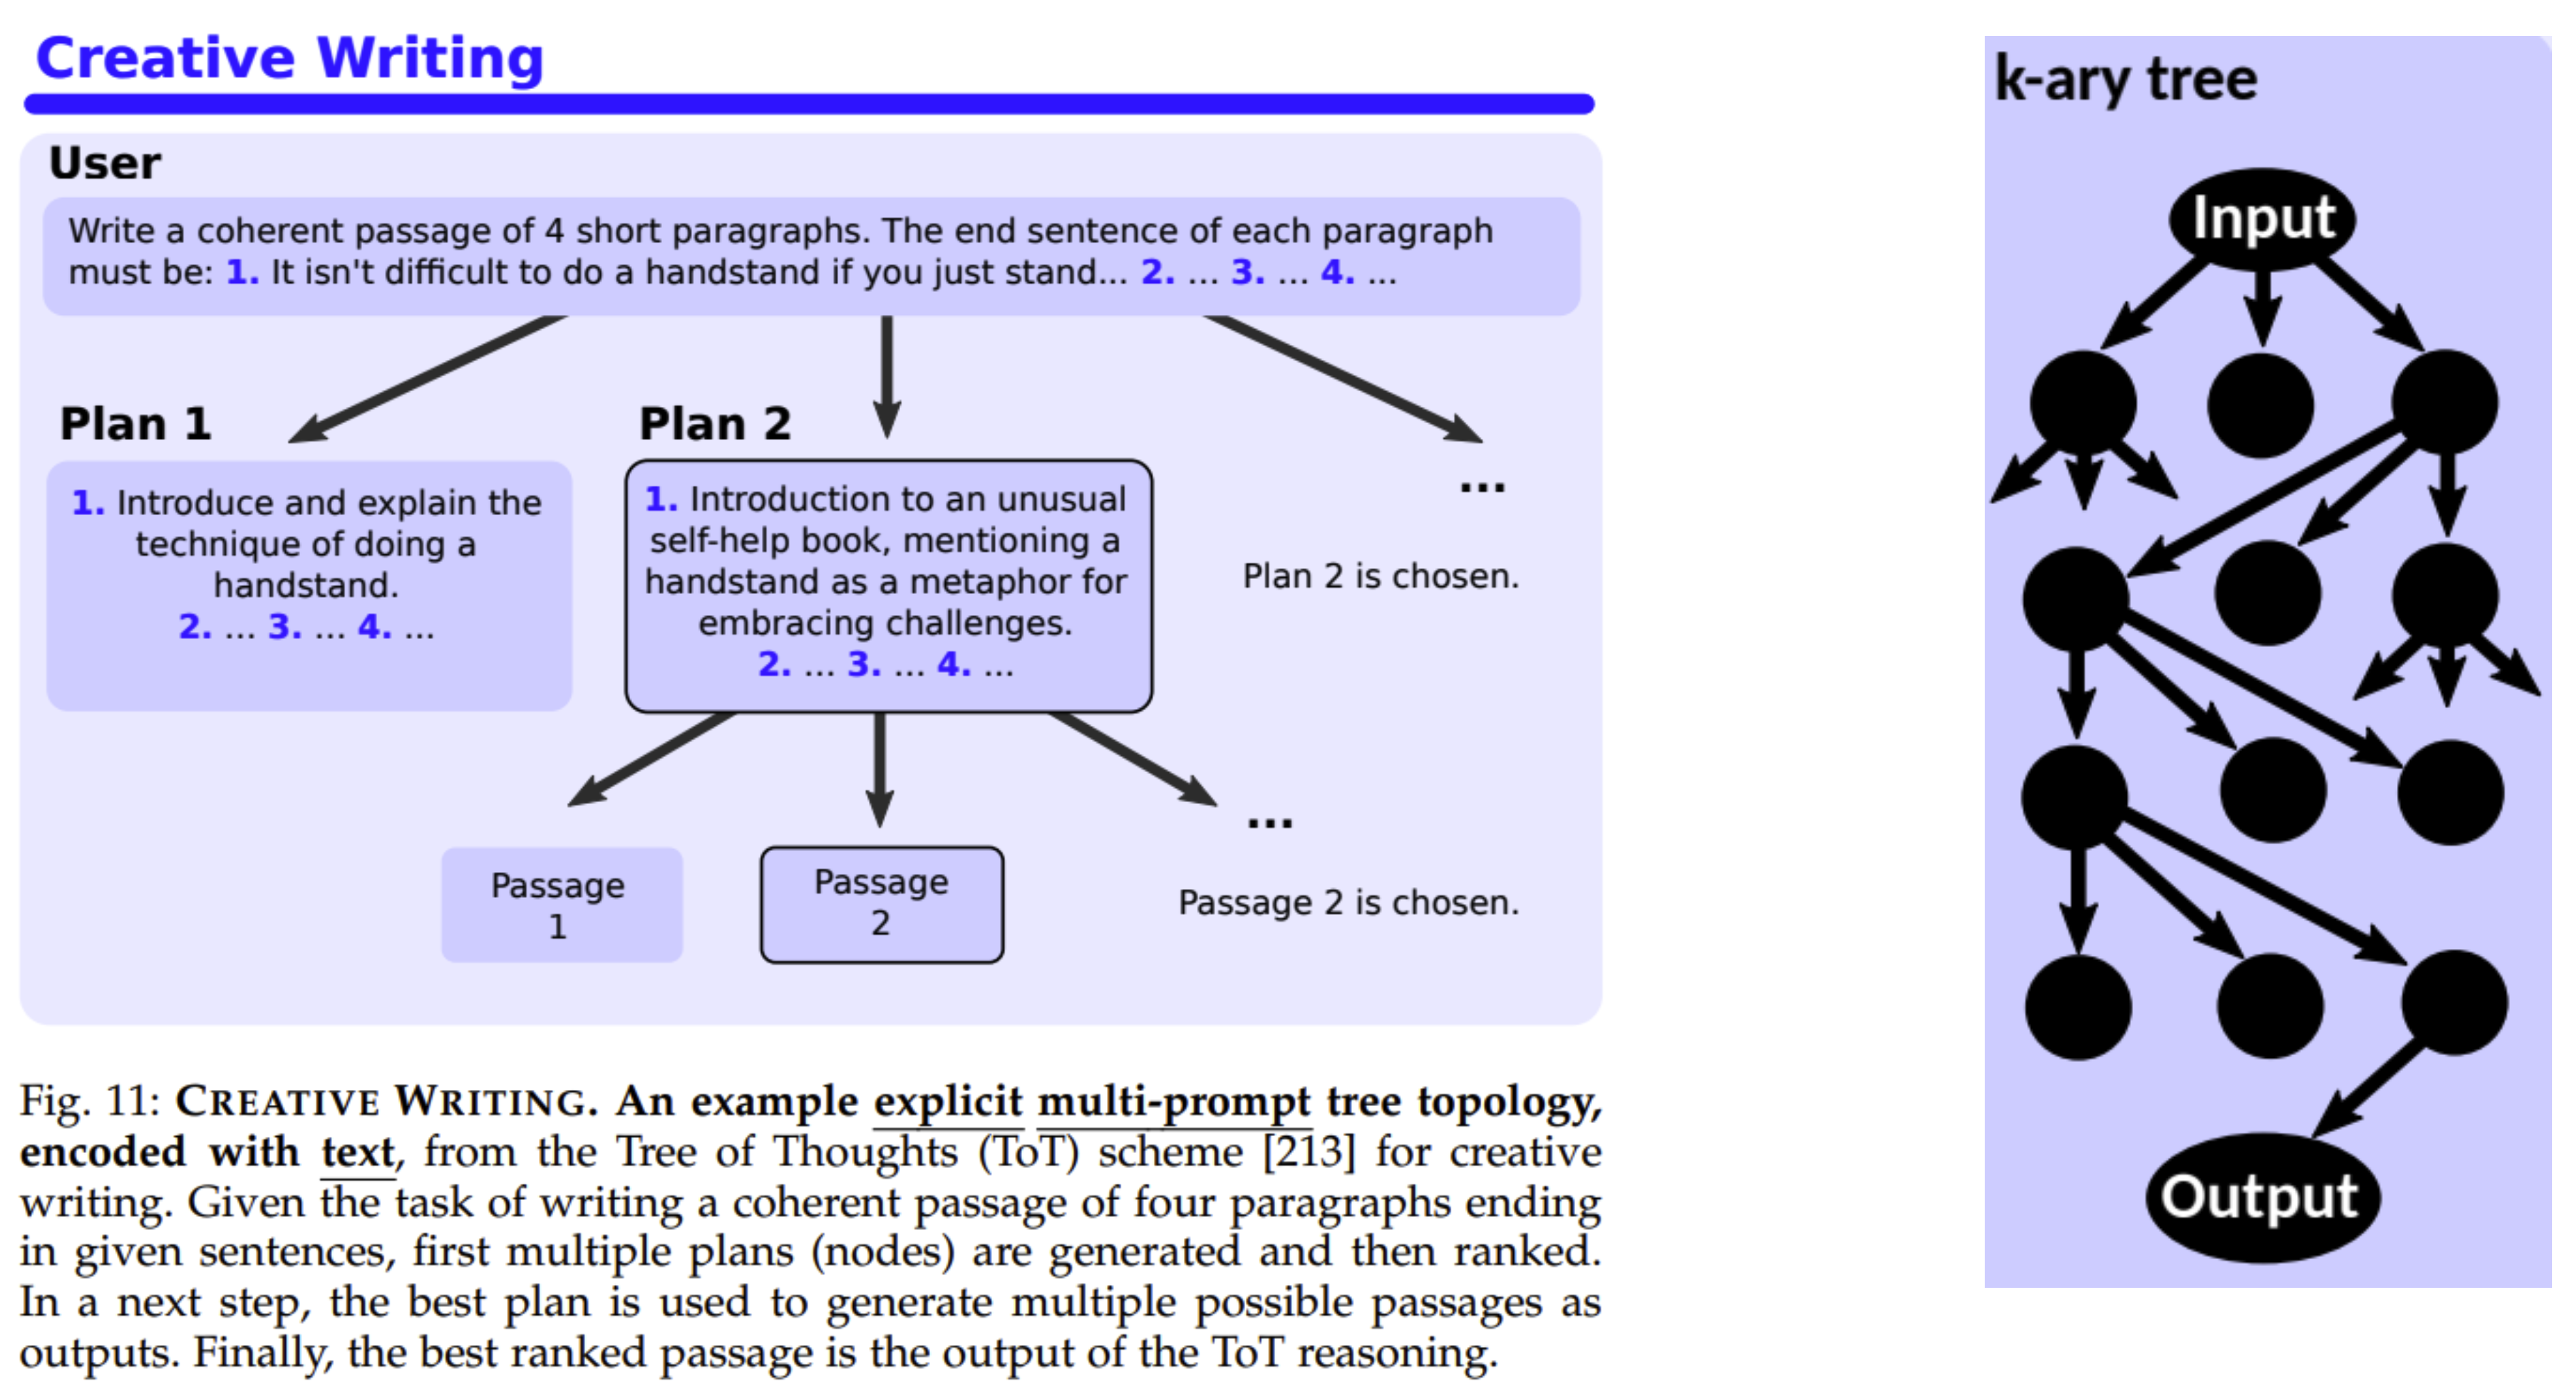 Creative Writing
User
Write a coherent passage of 4 short paragraphs. The end sentence of each paragraph
must be: 1. It isn't difficult to do a handstand if you just stand... 2. ... 3. ... 4. ...
Plan 1
1. Introduce and explain the
technique of doing a
handstand.
2. ... 3. ... 4. ...
Plan 2
1. Introduction to an unusual
self-help book, mentioning a
handstand as a metaphor for
embracing challenges.
2. ... 3. ... 4. ...
...
Plan 2 is chosen.
Passage
1
Passage
2
...
Passage 2 is chosen.
Fig. 11: CREATIVE WRITING. An example explicit multi-prompt tree topology,
encoded with text, from the Tree of Thoughts (ToT) scheme [213] for creative
writing. Given the task of writing a coherent passage of four paragraphs ending
in given sentences, first multiple plans (nodes) are generated and then ranked.
In a next step, the best plan is used to generate multiple possible passages as
outputs. Finally, the best ranked passage is the output of the ToT reasoning.
k-ary tree
Input
Output